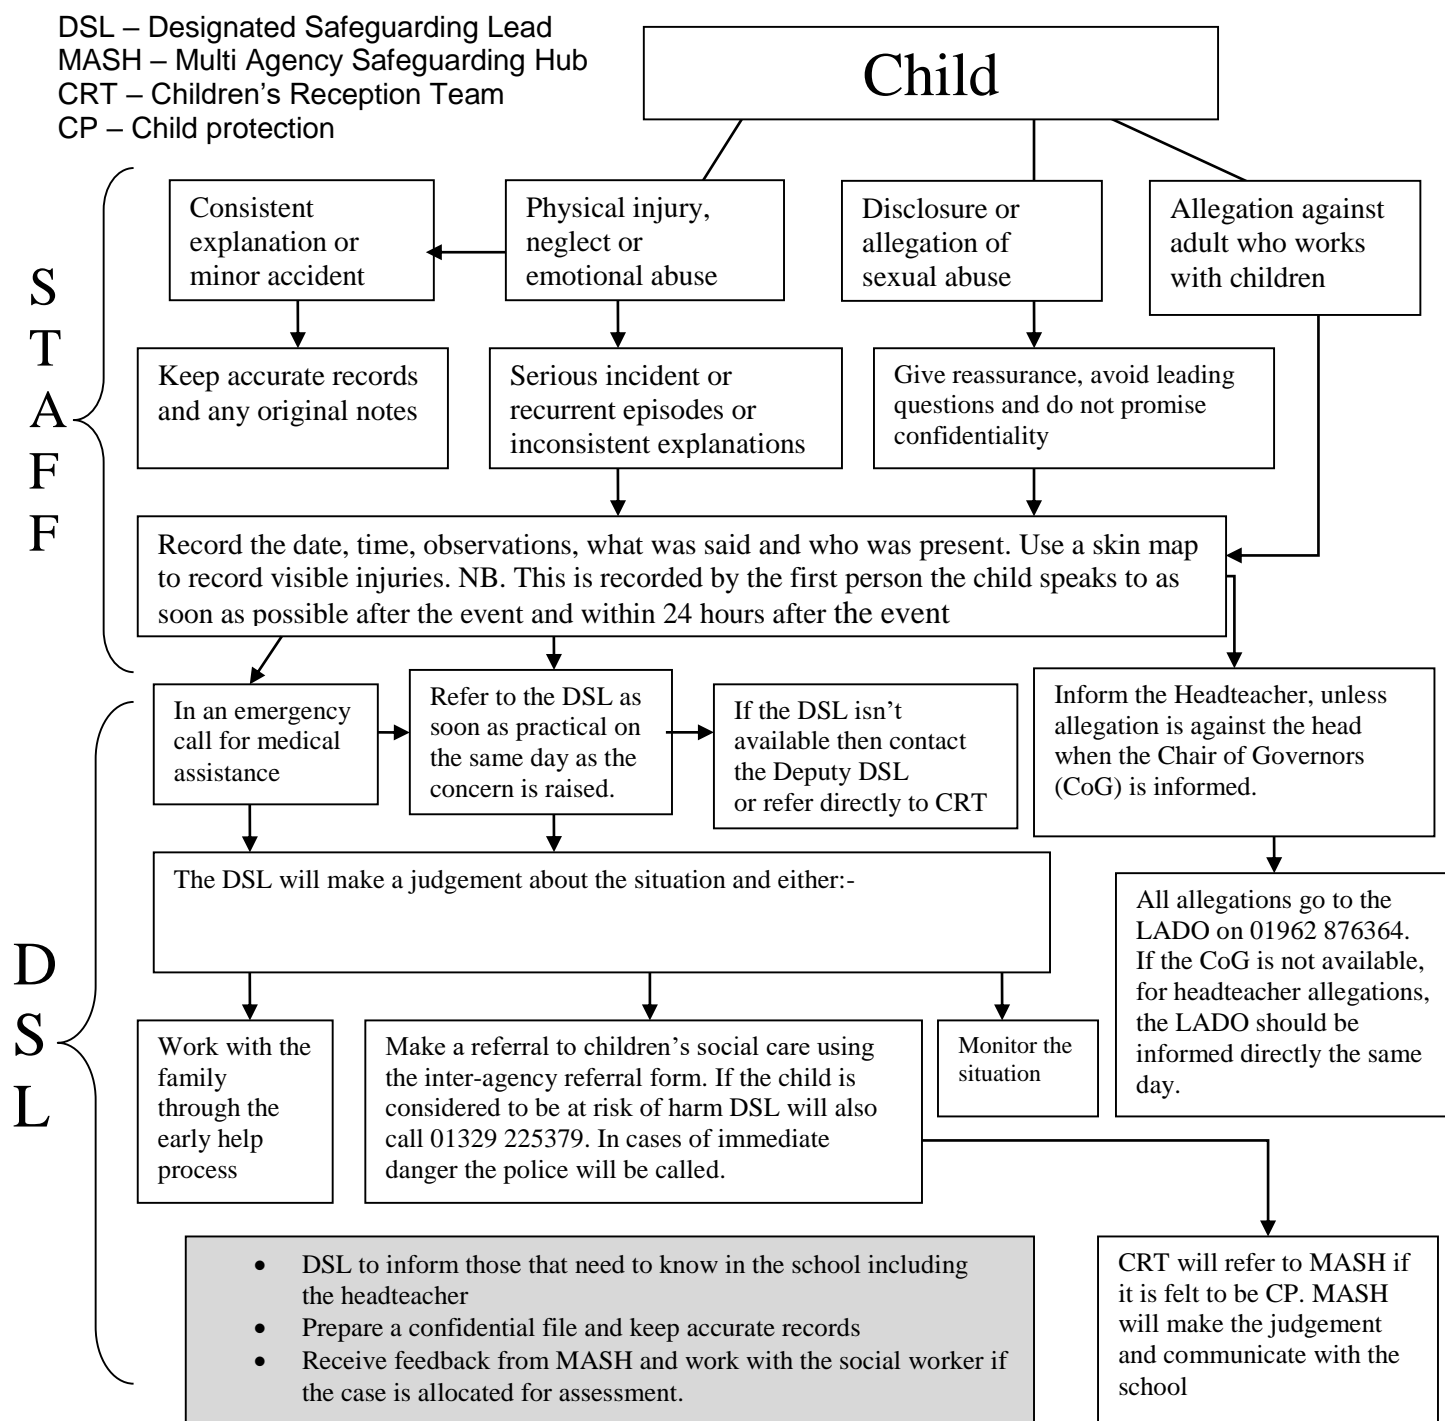 DSL – Designated Safeguarding Lead
MASH – Multi Agency Safeguarding Hub
CRT – Children's Reception Team
CP – Child protection
Child
S
T
A
F
F
Consistent
explanation or
minor accident
Physical injury,
neglect or
emotional abuse
Disclosure or
allegation of
sexual abuse
Allegation against
adult who works
with children
Keep accurate records
and any original notes
Serious incident or
recurrent episodes or
inconsistent explanations
Give reassurance, avoid leading
questions and do not promise
confidentiality
Record the date, time, observations, what was said and who was present. Use a skin map
to record visible injuries. NB. This is recorded by the first person the child speaks to as
soon as possible after the event and within 24 hours after the event
D
S
L
In an emergency
call for medical
assistance
Refer to the DSL as
soon as practical on
the same day as the
concern is raised.
If the DSL isn't
available then contact
the Deputy DSL
or refer directly to CRT
Inform the Headteacher, unless
allegation is against the head
when the Chair of Governors
(CoG) is informed.
The DSL will make a judgement about the situation and either:-
All allegations go to the
LADO on 01962 876364.
If the CoG is not available,
for headteacher allegations,
the LADO should be
informed directly the same
day.
Work with the
family
through the
early help
process
Make a referral to children's social care using
the inter-agency referral form. If the child is
considered to be at risk of harm DSL will also
call 01329 225379. In cases of immediate
danger the police will be called.
Monitor the
situation
• DSL to inform those that need to know in the school including
the headteacher
• Prepare a confidential file and keep accurate records
• Receive feedback from MASH and work with the social worker if
the case is allocated for assessment.
CRT will refer to MASH if
it is felt to be CP. MASH
will make the judgement
and communicate with the
school